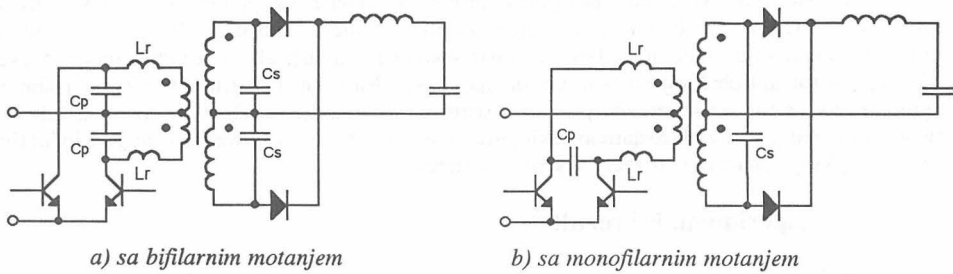 Lr
Cp
Cs
Cp
Cs
Lr
a) sa bifilarnim motanjem
Lr
Cp
Cs
Lr
b) sa monofilarnim motanjem